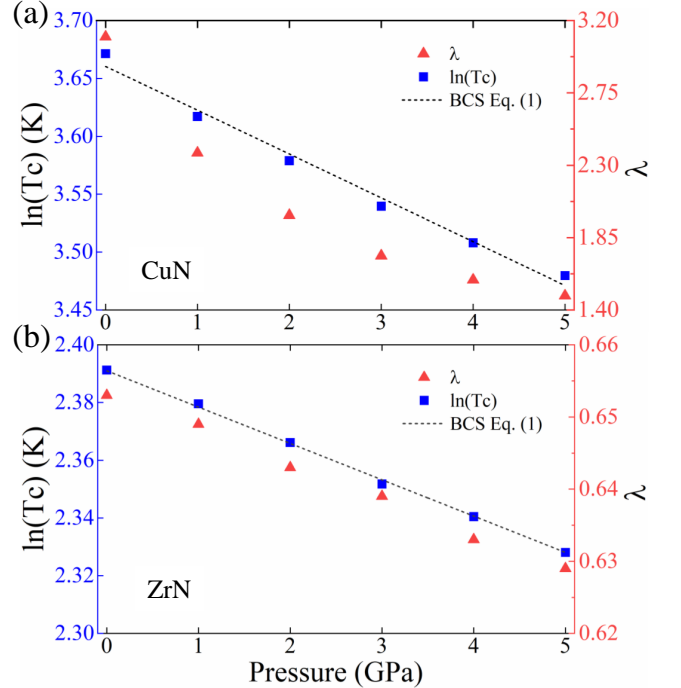 (a)
3.70
3.65
3.60
3.55
3.50
3.45
ln(Tc) (K)
λ
ln(Tc)
BCS Eq. (1)
CuN
3.20
2.75
2.30
1.85
1.40
λ
0 1 2 3 4 5
(b)
2.40
2.38
2.36
2.34
2.32
2.30
ln(Tc) (K)
λ
ln(Tc)
BCS Eq. (1)
ZrN
0.66
0.65
0.64
0.63
0.62
λ
0 1 2 3 4 5
Pressure (GPa)